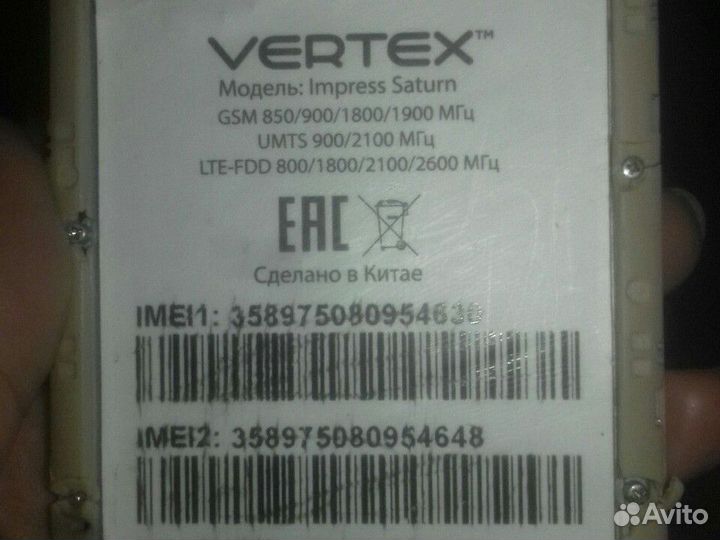 VERTEX™
Модель: Impress Saturn
GSM 850/900/1800/1900 МГц
UMTS 900/2100 МГц
LTE-FDD 800/1800/2100/2600 МГц
EAC
Сделано в Китае
IMEI1: 358975080954630
IMEI2: 358975080954648
Avito